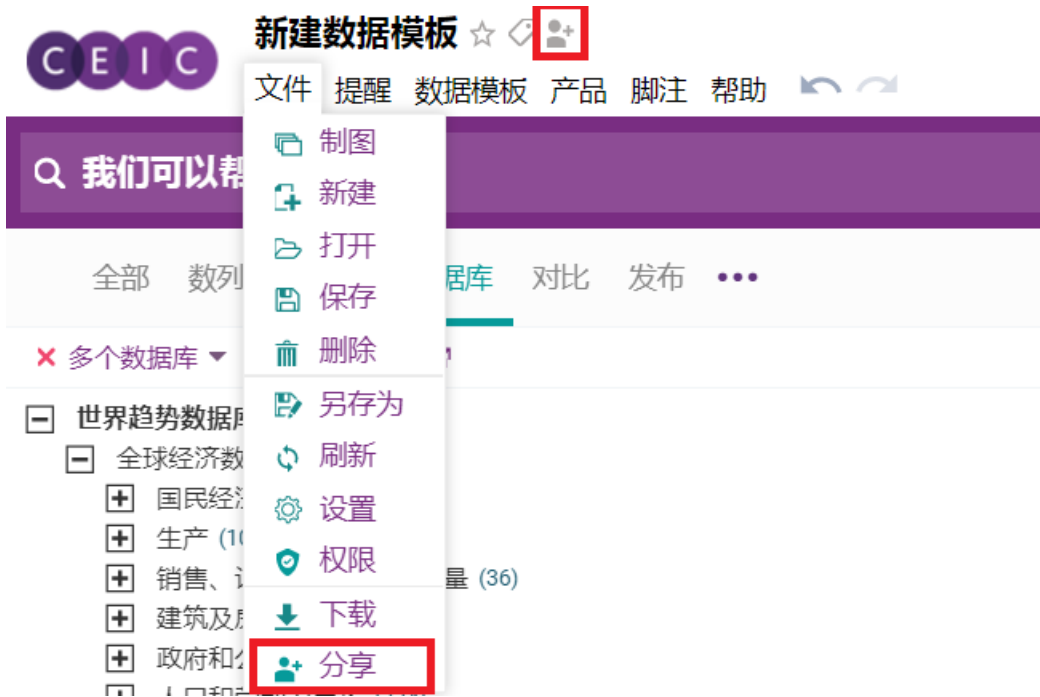 CEIC
新建数据模板
文件 提醒 数据模板 产品 脚注 帮助
制图
新建
打开
保存
删除
另存为
刷新
设置
权限
下载
分享
我们可以帮
全部 数列 据库 对比 发布 •••
多个数据库
世界趋势数据库
全球经济数
国民经济
生产 (10
销售、 量 (36)
建筑及房
政府和公